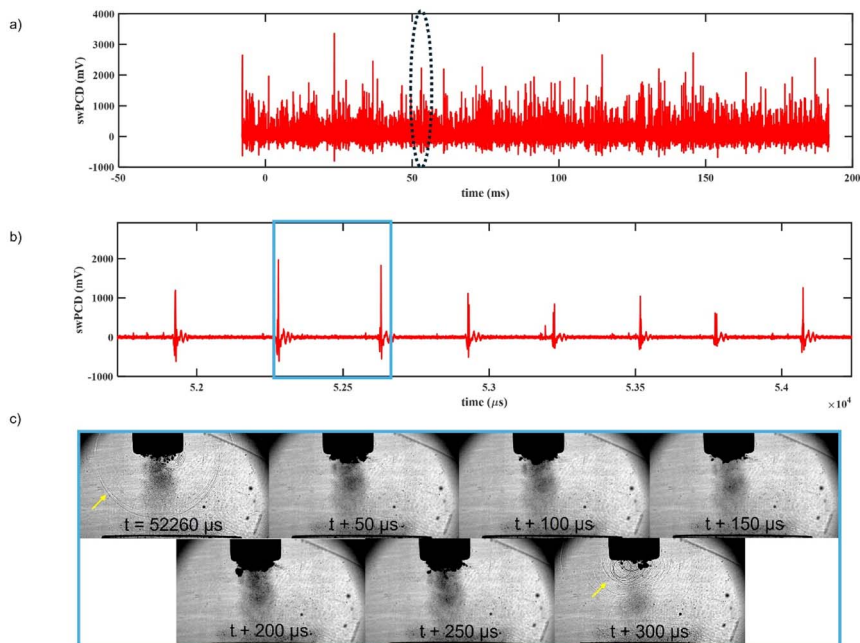 a)
swPCD (mV)
4000
3000
2000
1000
0
-1000
-50
0
50
100
150
200
time (ms)
b)
swPCD (mV)
2000
1000
0
-1000
5.2
5.25
5.3
5.35
5.4
time (μs)
×10⁴
c)
t = 52260 μs
t + 50 μs
t + 100 μs
t + 150 μs
t + 200 μs
t + 250 μs
t + 300 μs